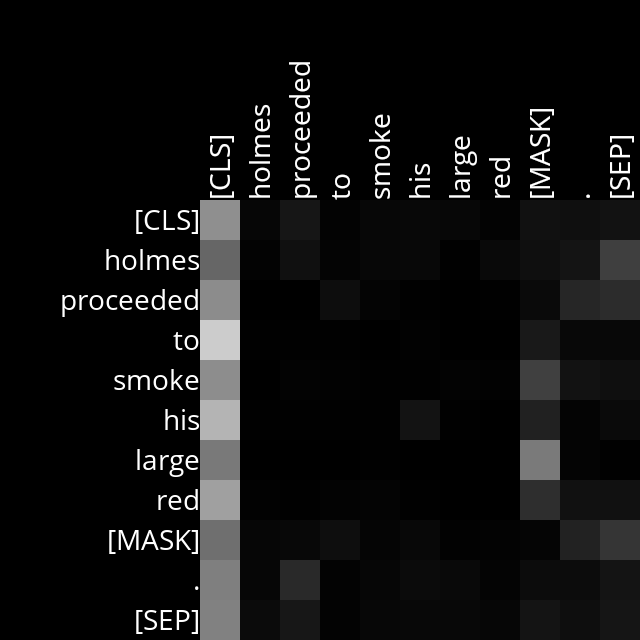 [CLS]
holmes
proceeded
to
smoke
his
large
red
[MASK]
.
[SEP]
[CLS]
holmes
proceeded
to
smoke
his
large
red
[MASK]
.
[SEP]